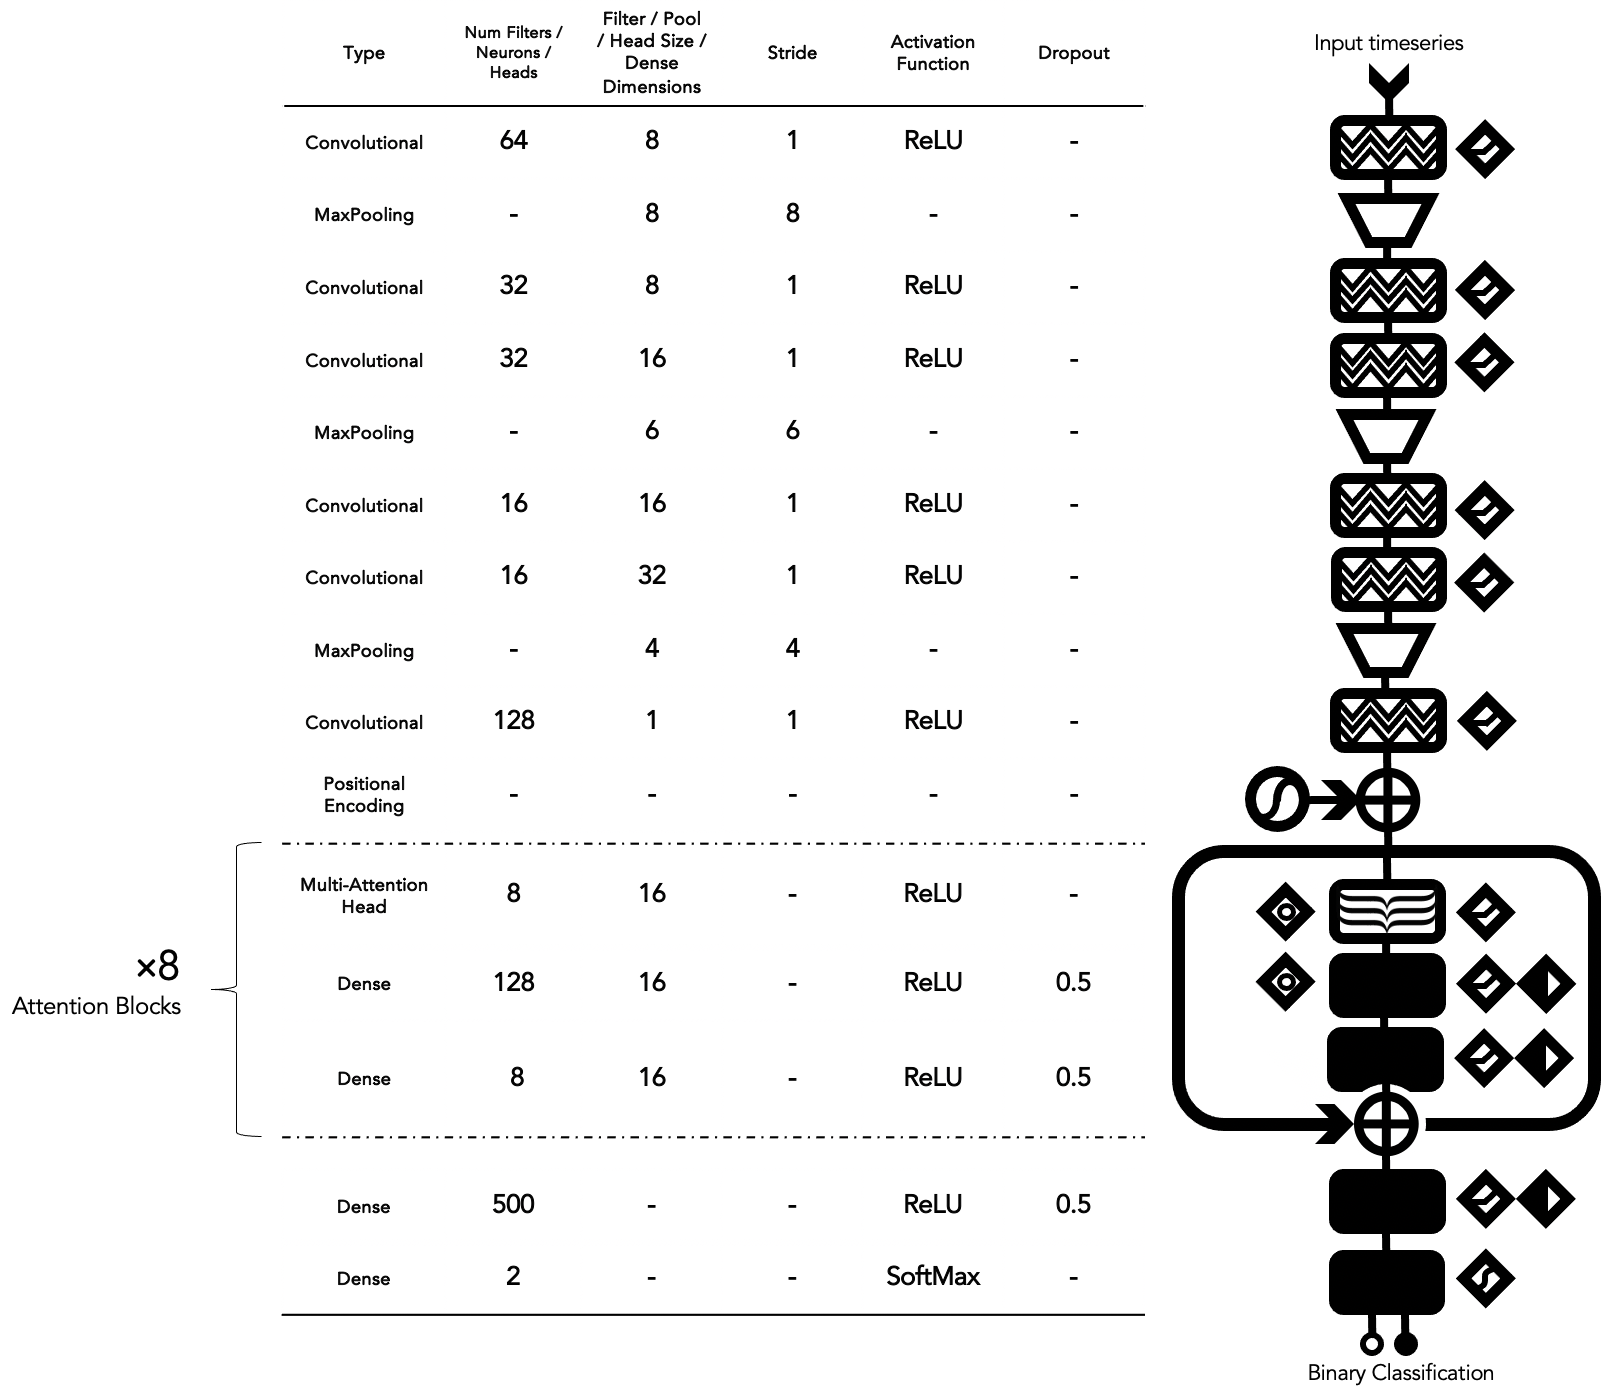 Type Num Filters / Neurons / Heads Filter / Pool / Head Size / Dense Dimensions Stride Activation Function Dropout
Convolutional 64 8 1 ReLU -
MaxPooling - 8 8 - -
Convolutional 32 8 1 ReLU -
Convolutional 32 16 1 ReLU -
MaxPooling - 6 6 - -
Convolutional 16 16 1 ReLU -
Convolutional 16 32 1 ReLU -
MaxPooling - 4 4 - -
Convolutional 128 1 1 ReLU -
Positional Encoding - - - - -
×8
Attention Blocks
Multi-Attention Head 8 16 - ReLU -
Dense 128 16 - ReLU 0.5
Dense 8 16 - ReLU 0.5
Dense 500 - - ReLU 0.5
Dense 2 - - SoftMax -
Input timeseries
Binary Classification